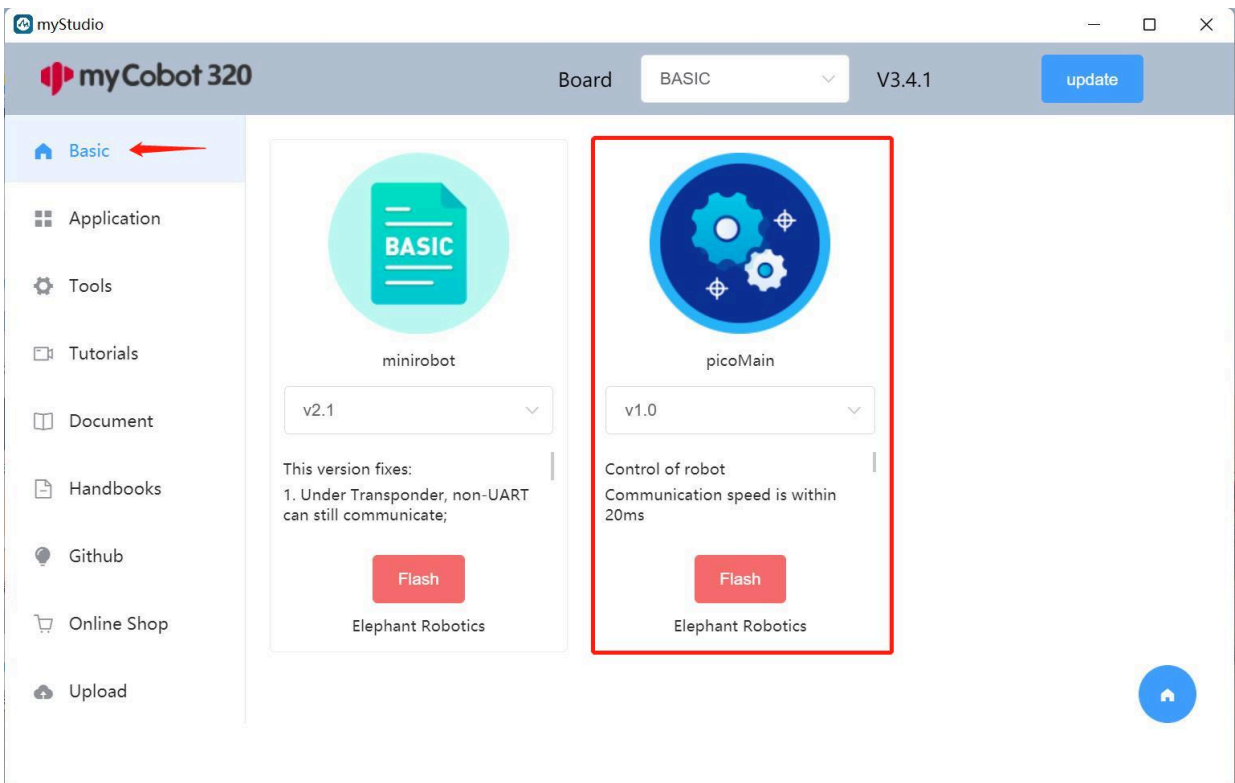 myStudio
myCobot 320
Board
BASIC
V3.4.1
update
Basic
Application
Tools
Tutorials
Document
Handbooks
Github
Online Shop
Upload
BASIC
minirobot
v2.1
This version fixes:
1. Under Transponder, non-UART
can still communicate;
Flash
Elephant Robotics
picoMain
v1.0
Control of robot
Communication speed is within
20ms
Flash
Elephant Robotics